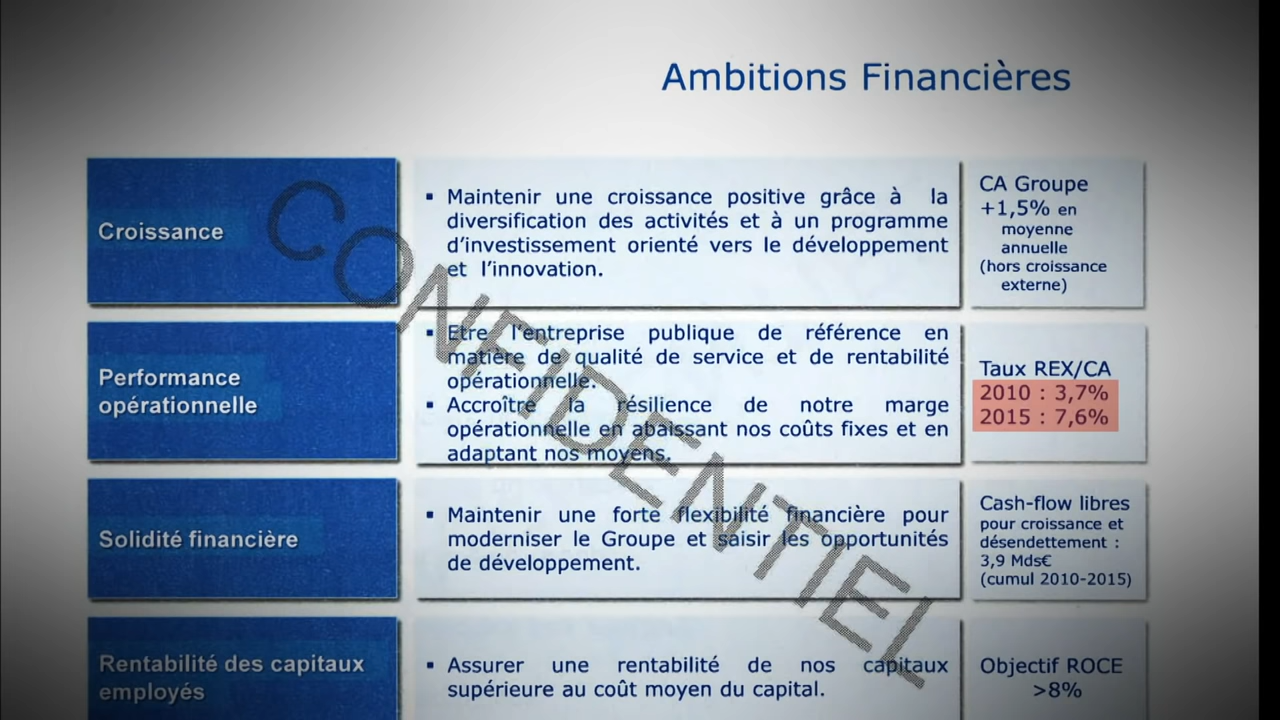 Ambitions Financières
Croissance
▪ Maintenir une croissance positive grâce à la
diversification des activités et à un programme
d'investissement orienté vers le développement
et l'innovation.
CA Groupe
+1,5% en
moyenne
annuelle
(hors croissance
externe)
Performance
opérationnelle
▪ Etre l'entreprise publique de référence en
matière de qualité de service et de rentabilité
opérationnelle.
▪ Accroître la résilience de notre marge
opérationnelle en abaissant nos coûts fixes et en
adaptant nos moyens.
Taux REX/CA
2010 : 3,7%
2015 : 7,6%
Solidité financière
▪ Maintenir une forte flexibilité financière pour
moderniser le Groupe et saisir les opportunités
de développement.
Cash-flow libres
pour croissance et
désendettement :
3,9 Mds€
(cumul 2010-2015)
Rentabilité des capitaux
employés
▪ Assurer une rentabilité de nos capitaux
supérieure au coût moyen du capital.
Objectif ROCE
>8%
CONFIDENTIEL